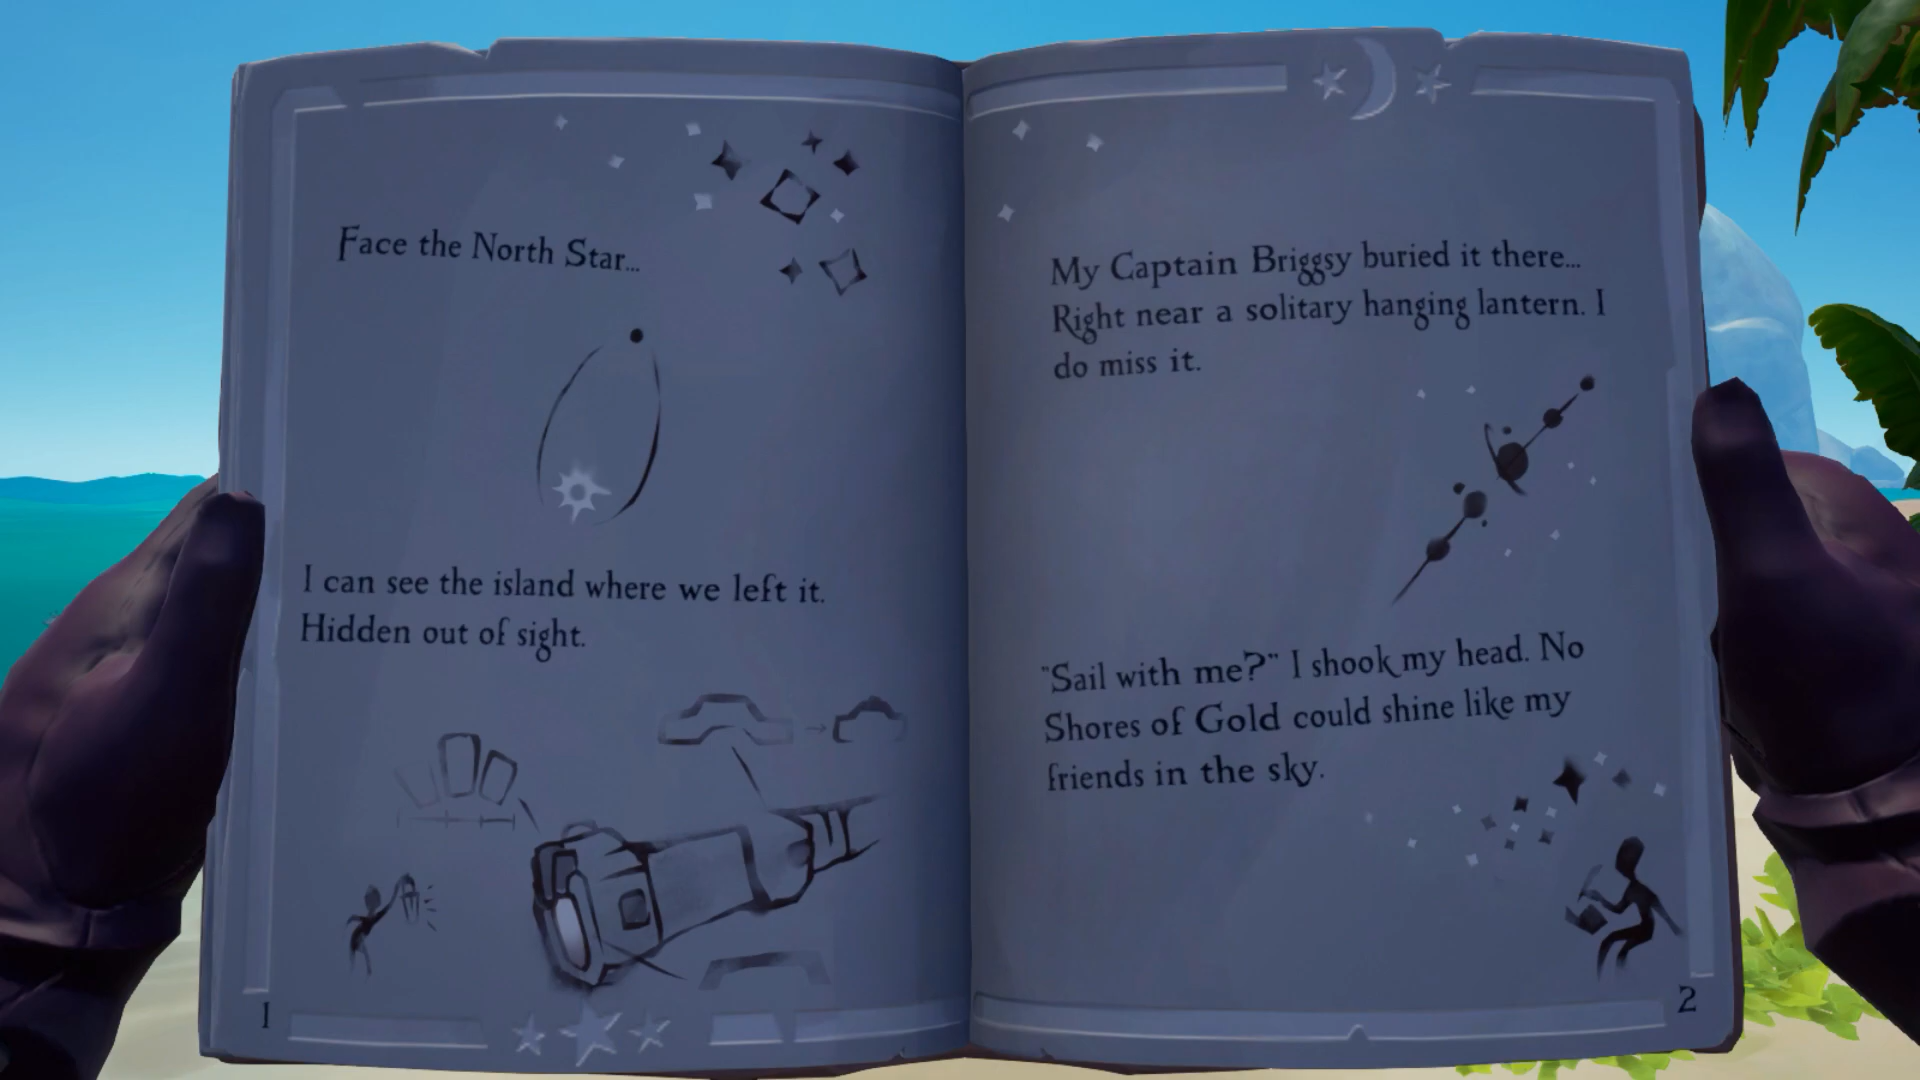 Face the North Star...
I can see the island where we left it.
Hidden out of sight.
1
My Captain Briggsy buried it there...
Right near a solitary hanging lantern. I
do miss it.
"Sail with me?" I shook my head. No
Shores of Gold could shine like my
friends in the sky.
2